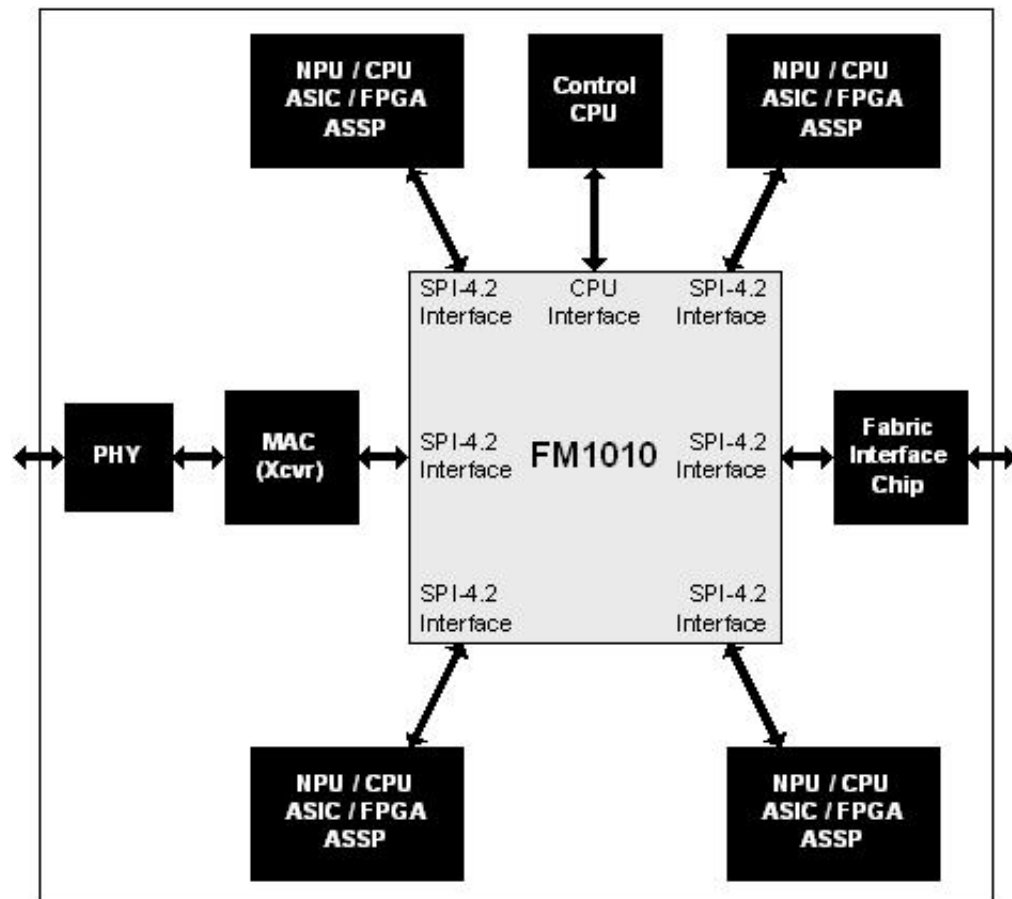 NPU / CPU
ASIC / FPGA
ASSP
Control
CPU
NPU / CPU
ASIC / FPGA
ASSP
SPI-4.2
Interface
CPU
Interface
SPI-4.2
Interface
PHY
MAC
(Xcvr)
SPI-4.2
Interface
FM1010
SPI-4.2
Interface
Fabric
Interface
Chip
SPI-4.2
Interface
SPI-4.2
Interface
NPU / CPU
ASIC / FPGA
ASSP
NPU / CPU
ASIC / FPGA
ASSP